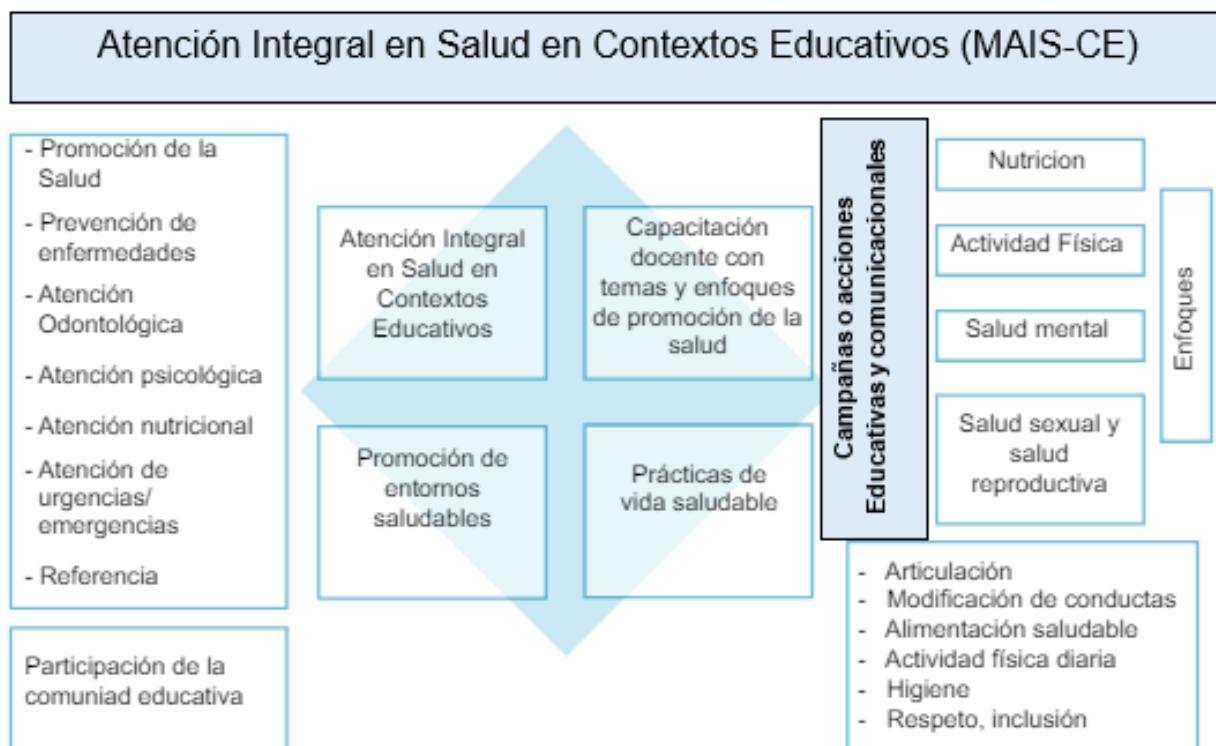 Atención Integral en Salud en Contextos Educativos (MAIS-CE)
- Promoción de la
Salud
- Prevención de
enfermedades
- Atención
Odontológica
- Atención psicológica
- Atención nutricional
- Atención de
urgencias/
emergencias
- Referencia
Participación de la
comuniad educativa
Atención Integral
en Salud en
Contextos
Educativos
Capacitación
docente con
temas y enfoques
de promoción de la
salud
Promoción de
entornos
saludables
Prácticas de
vida saludable
Campañas o acciones
Educativas y comunicacionales
Nutricion
Actividad Física
Salud mental
Salud sexual y
salud
reproductiva
Enfoques
- Articulación
- Modificación de conductas
- Alimentación saludable
- Actividad física diaria
- Higiene
- Respeto, inclusión